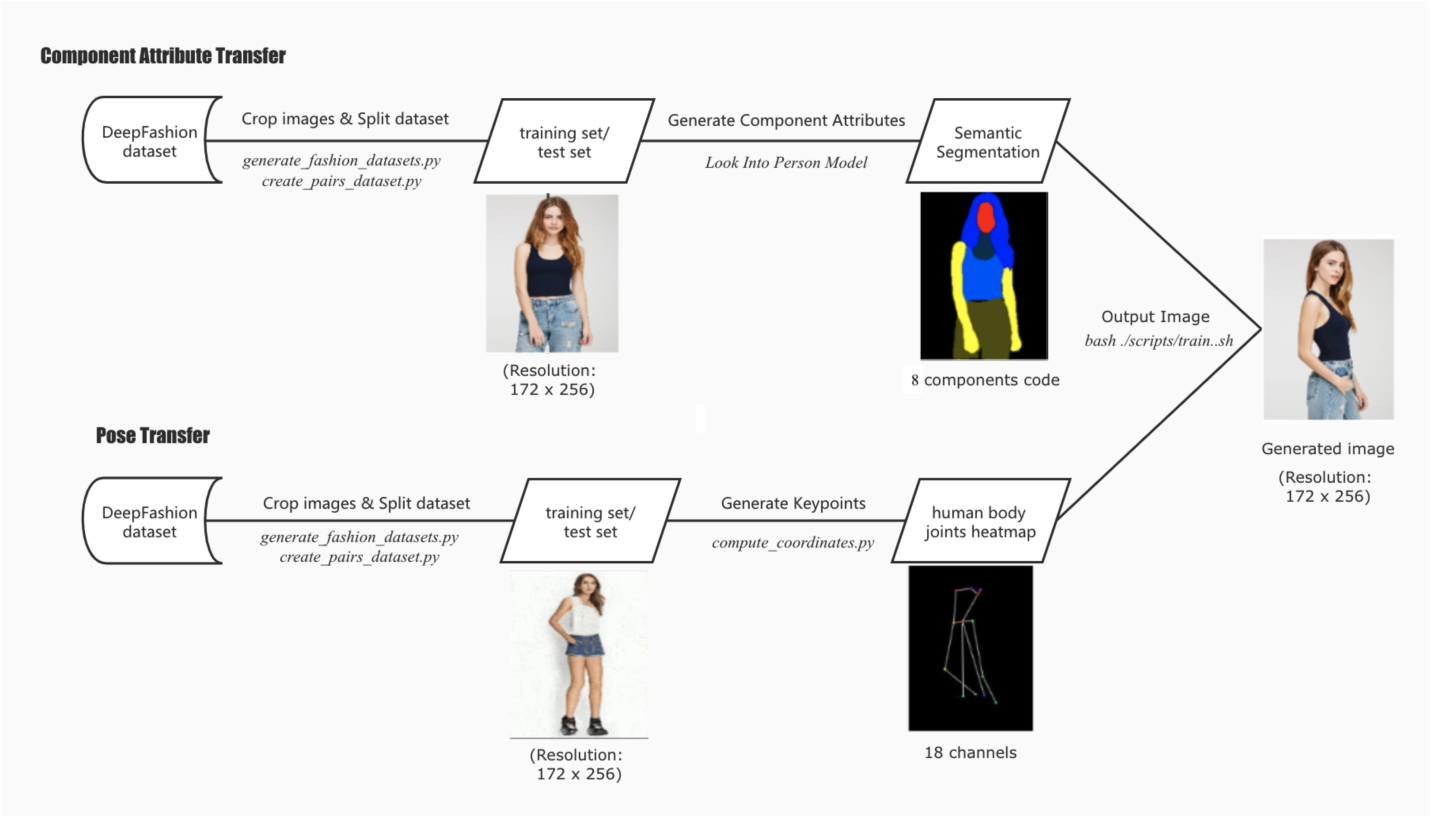 Component Attribute Transfer
DeepFashion
dataset
Crop images & Split dataset
generate_fashion_datasets.py
create_pairs_dataset.py
training set/
test set
(Resolution:
172 x 256)
Generate Component Attributes
Look Into Person Model
Semantic
Segmentation
8 components code
Output Image
bash ./scripts/train..sh
Generated image
(Resolution:
172 x 256)
Pose Transfer
DeepFashion
dataset
Crop images & Split dataset
generate_fashion_datasets.py
create_pairs_dataset.py
training set/
test set
(Resolution:
172 x 256)
Generate Keypoints
compute_coordinates.py
human body
joints heatmap
18 channels